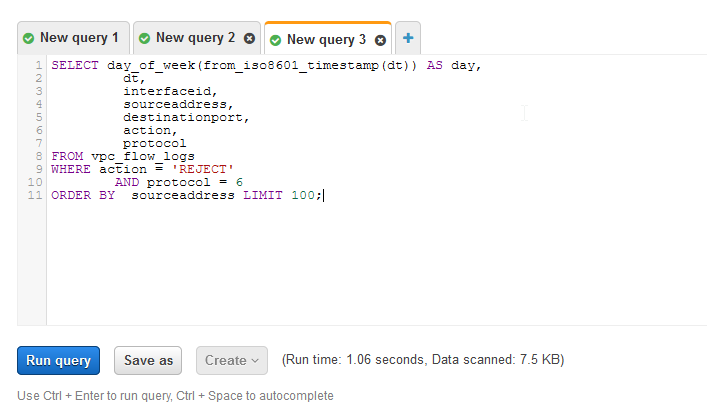 New query 1 New query 2 New query 3 +
1 SELECT day_of_week(from_iso8601_timestamp(dt)) AS day,
2 dt,
3 interfaceid,
4 sourceaddress,
5 destinationport,
6 action,
7 protocol
8 FROM vpc_flow_logs
9 WHERE action = 'REJECT'
10 AND protocol = 6
11 ORDER BY sourceaddress LIMIT 100;
Run query Save as Create (Run time: 1.06 seconds, Data scanned: 7.5 KB)
Use Ctrl + Enter to run query, Ctrl + Space to autocomplete